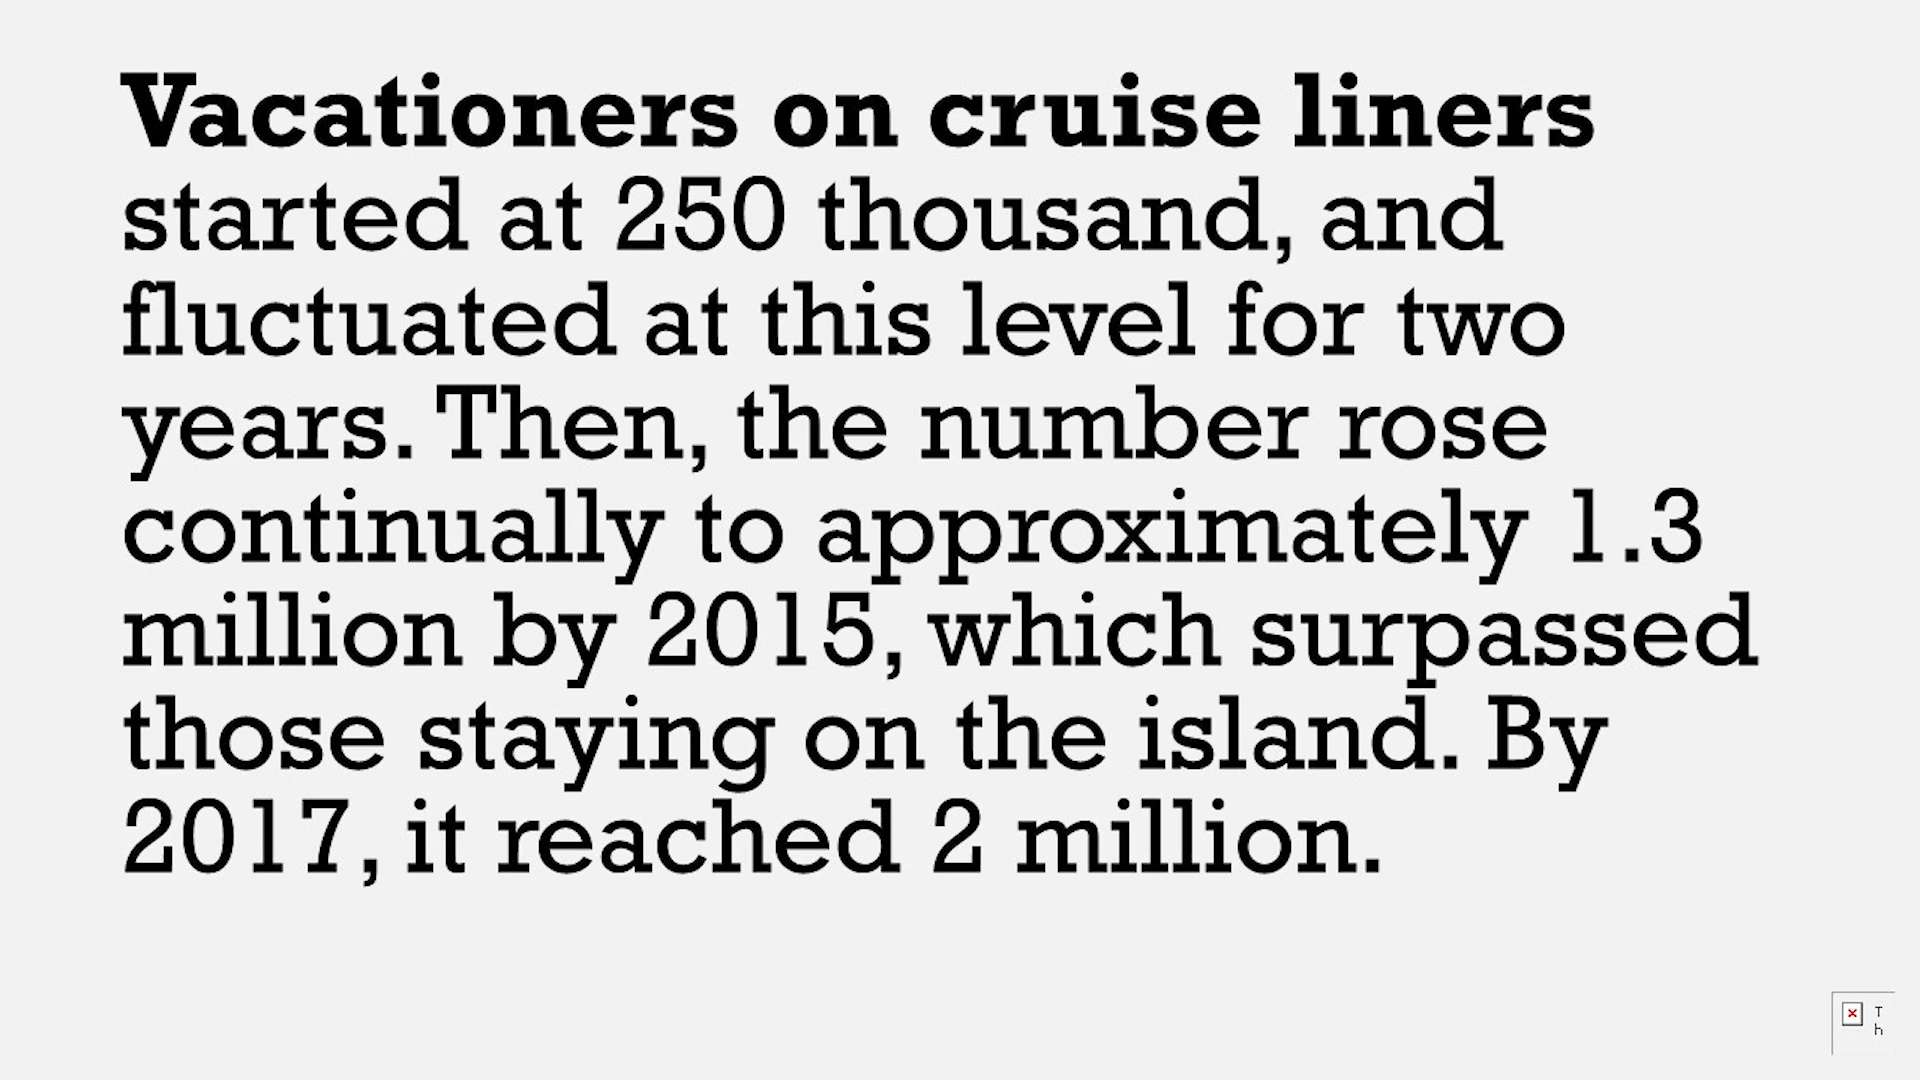 Vacationers on cruise liners
started at 250 thousand, and
fluctuated at this level for two
years. Then, the number rose
continually to approximately 1.3
million by 2015, which surpassed
those staying on the island. By
2017, it reached 2 million.
T
h